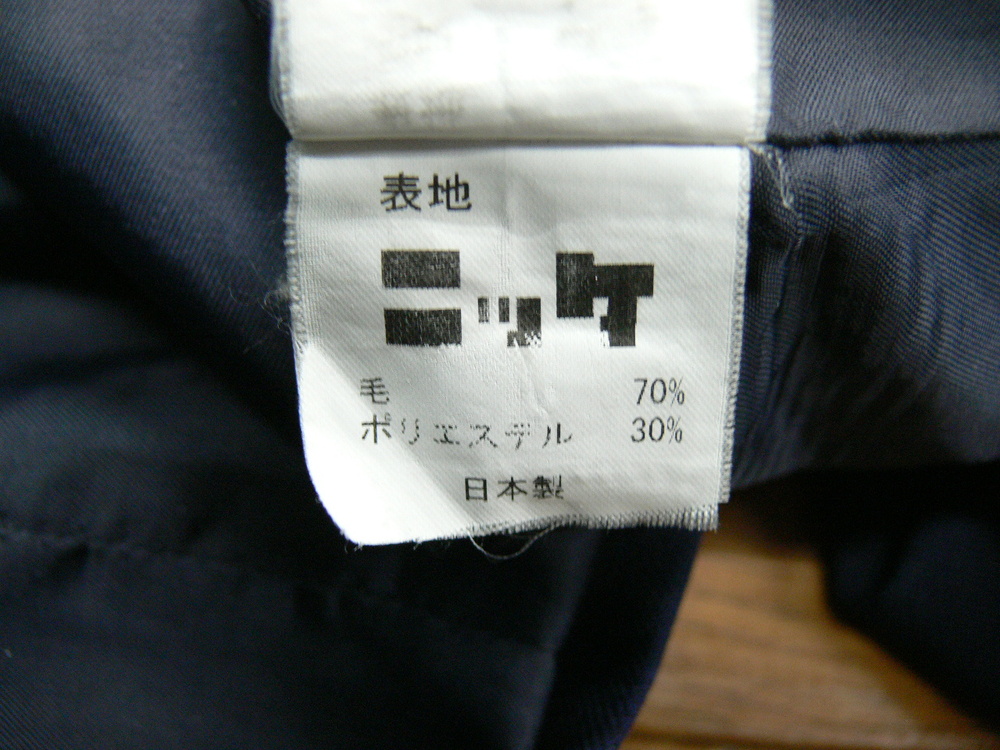 表地
ニッケ
毛 70%
ポリエステル 30%
日本製